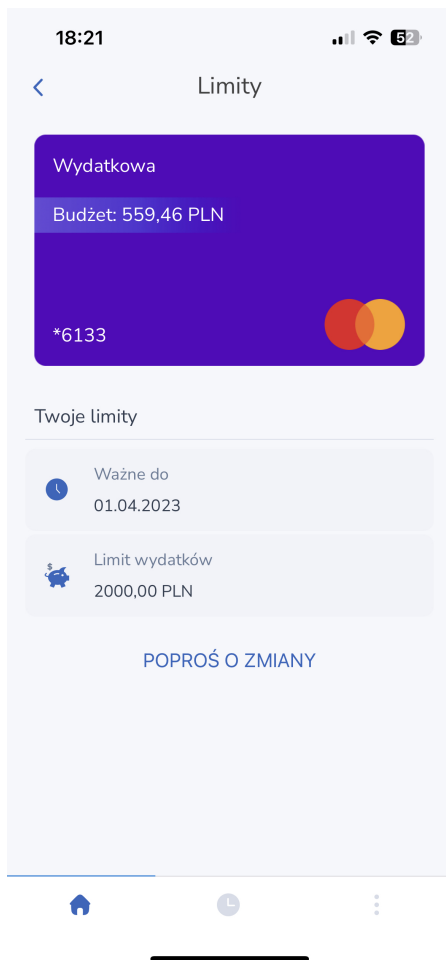 18:21
52
Limity
Wydatkowa
Budżet: 559,46 PLN
*6133
Twoje limity
Ważne do
01.04.2023
$
Limit wydatków
2000,00 PLN
POPROŚ O ZMIANY